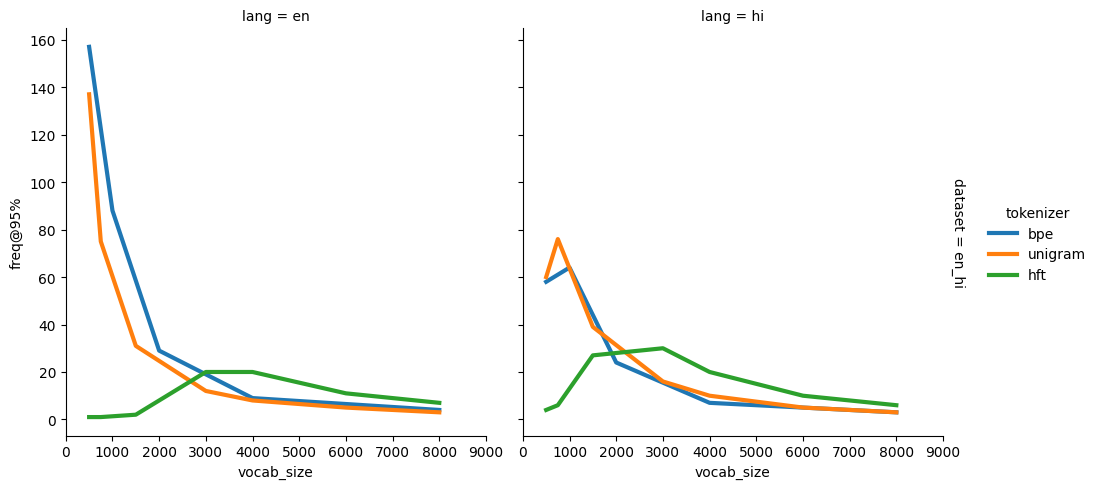 lang = en
lang = hi
freq@95%
160
140
120
100
80
60
40
20
0
0 1000 2000 3000 4000 5000 6000 7000 8000 9000
vocab_size
0 1000 2000 3000 4000 5000 6000 7000 8000 9000
vocab_size
dataset = en_hi
tokenizer
bpe
unigram
hft